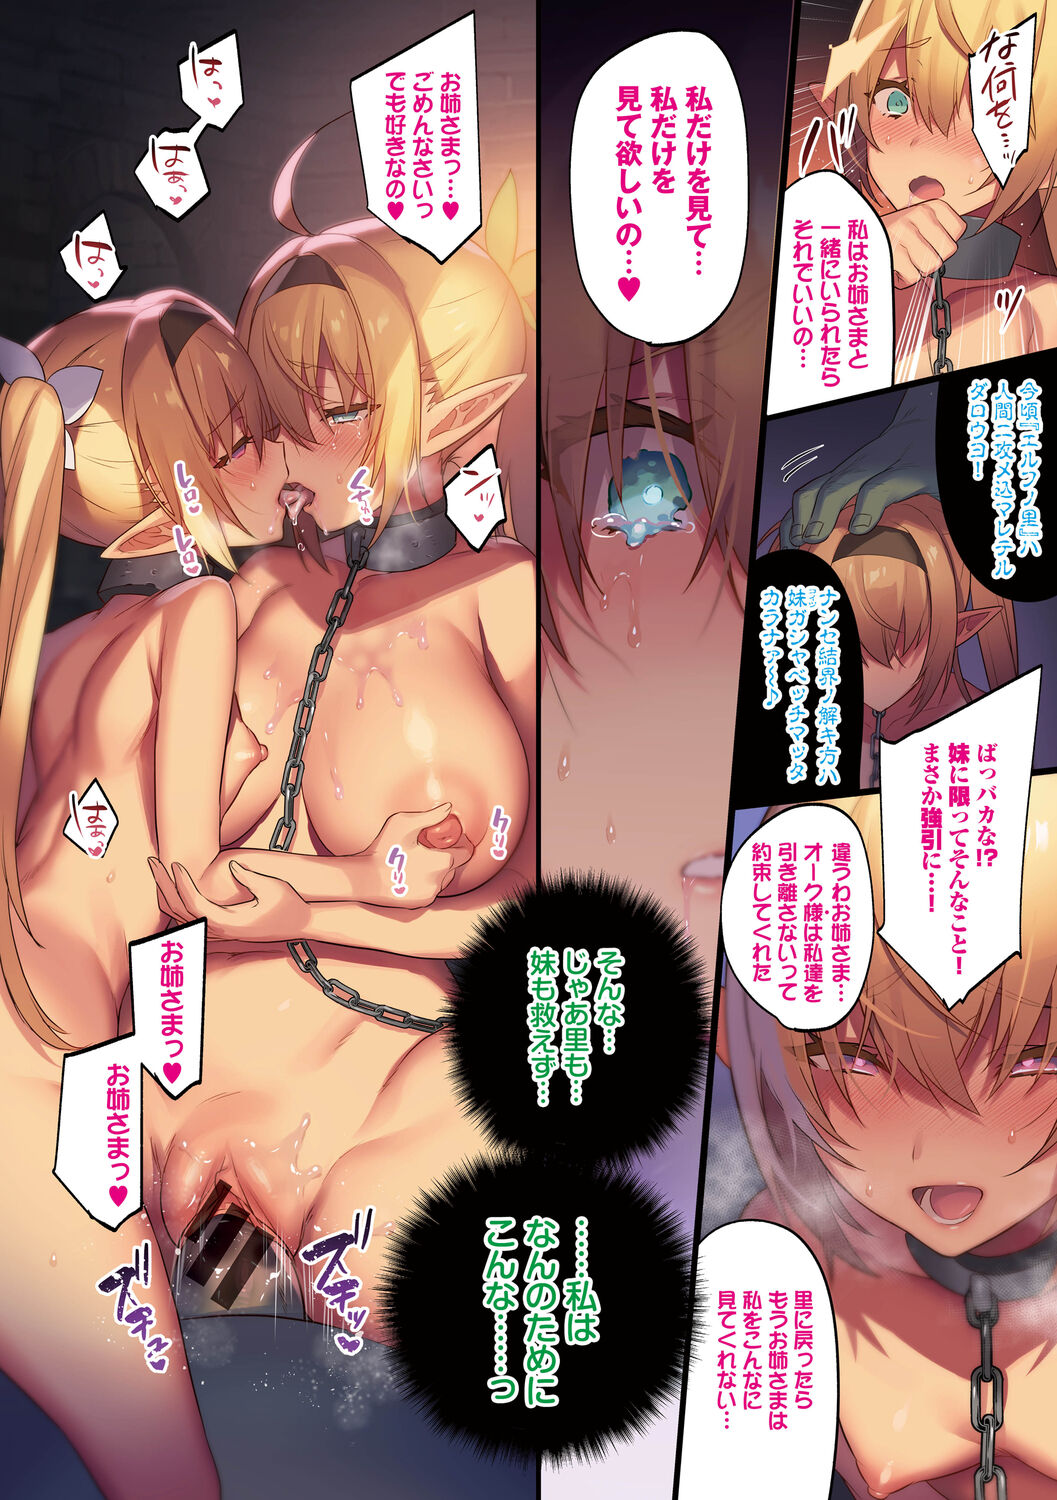 な何を…
私はお姉さまと
一緒にいられたら
それでいいの…
今頃『エルフノ里』ハ
人間ニ攻メ込マレテル
ダロウヨ！
ナンセ結界ノ解キ方ハ
妹ガシャベッチマッタ
カラナァ〜♪
ばっバカな!?
妹に限ってそんなこと！
まさか強引に…！
違うわお姉さま…
オーク様は私達を
引き離さないって
約束してくれた
里に戻ったら
もうお姉さまは
私をこんなに
見てくれない…
私だけを見て…
私だけを
見て欲しいの…♥
そんな…
じゃあ里も…
妹も救えず…
……私は
なんのために
こんな……っ
お姉さまっ…♥
ごめんなさいっ
でも好きなの♥
はっ♥
はぁっ♥
はっ♥
レロ♥
レロ♥
くちゅ♥
はぁっ♥
クリ♥
クリ♥
お姉さまっ♥
お姉さまっ♥
ズチッ♥
ズチュ♥